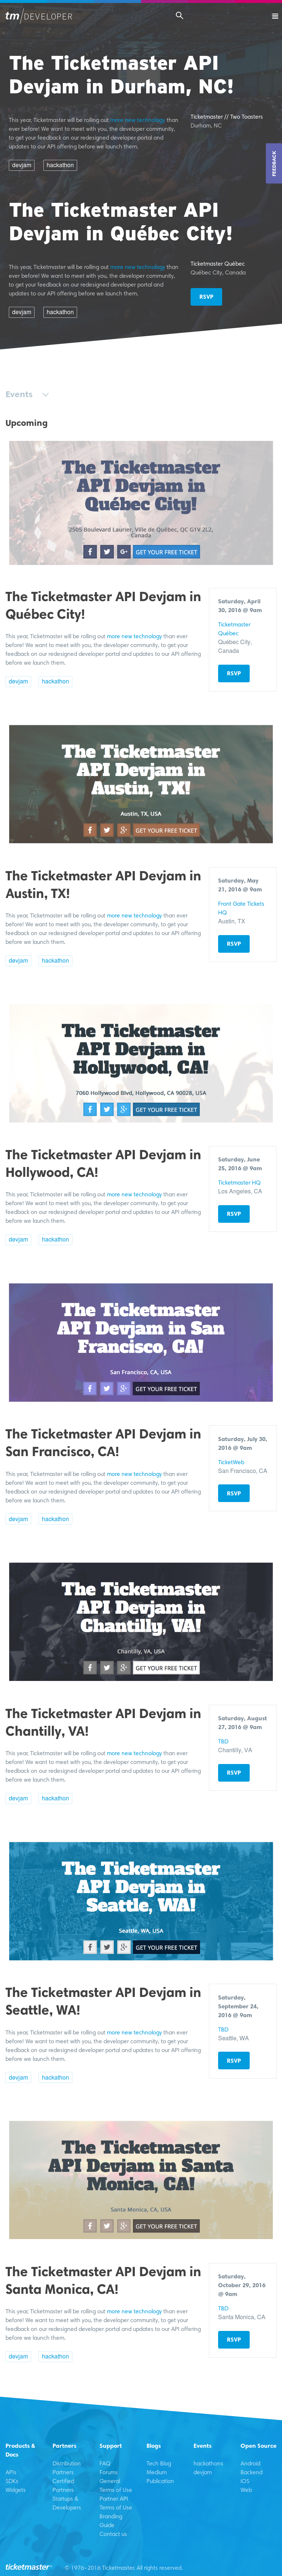 tm/DEVELOPER
The Ticketmaster API
Devjam in Durham, NC!
This year, Ticketmaster will be rolling out more new technology than
ever before! We want to meet with you, the developer community,
to get your feedback on our redesigned developer portal and
updates to our API offering before we launch them.
devjam
hackathon
Ticketmaster // Two Toasters
Durham, NC
FEEDBACK
The Ticketmaster API
Devjam in Québec City!
This year, Ticketmaster will be rolling out more new technology than
ever before! We want to meet with you, the developer community,
to get your feedback on our redesigned developer portal and
updates to our API offering before we launch them.
devjam
hackathon
Ticketmaster Québec
Québec City, Canada
RSVP
Events
Upcoming
The Ticketmaster
API Devjam in
Québec City!
2505 Boulevard Laurier, Ville de Québec, QC G1V 2L2,
Canada
GET YOUR FREE TICKET
The Ticketmaster API Devjam in
Québec City!
This year, Ticketmaster will be rolling out more new technology than
ever before! We want to meet with you, the developer community, to get your
feedback on our redesigned developer portal and updates to our API offering
before we launch them.
devjam
hackathon
Saturday, April
30, 2016 @ 9am
Ticketmaster
Québec
Québec City,
Canada
RSVP
The Ticketmaster
API Devjam in
Austin, TX!
Austin, TX, USA
GET YOUR FREE TICKET
The Ticketmaster API Devjam in
Austin, TX!
This year, Ticketmaster will be rolling out more new technology than
ever before! We want to meet with you, the developer community, to get your
feedback on our redesigned developer portal and updates to our API offering
before we launch them.
devjam
hackathon
Saturday, May
21, 2016 @ 9am
Front Gate Tickets
HQ
Austin, TX
RSVP
The Ticketmaster
API Devjam in
Hollywood, CA!
7060 Hollywood Blvd, Hollywood, CA 90028, USA
GET YOUR FREE TICKET
The Ticketmaster API Devjam in
Hollywood, CA!
This year, Ticketmaster will be rolling out more new technology than
ever before! We want to meet with you, the developer community, to get your
feedback on our redesigned developer portal and updates to our API offering
before we launch them.
devjam
hackathon
Saturday, June
25, 2016 @ 9am
Ticketmaster HQ
Los Angeles, CA
RSVP
The Ticketmaster
API Devjam in San
Francisco, CA!
San Francisco, CA, USA
GET YOUR FREE TICKET
The Ticketmaster API Devjam in
San Francisco, CA!
This year, Ticketmaster will be rolling out more new technology than
ever before! We want to meet with you, the developer community, to get your
feedback on our redesigned developer portal and updates to our API offering
before we launch them.
devjam
hackathon
Saturday, July 30,
2016 @ 9am
TicketWeb
San Francisco, CA
RSVP
The Ticketmaster
API Devjam in
Chantilly, VA!
Chantilly, VA, USA
GET YOUR FREE TICKET
The Ticketmaster API Devjam in
Chantilly, VA!
This year, Ticketmaster will be rolling out more new technology than
ever before! We want to meet with you, the developer community, to get your
feedback on our redesigned developer portal and updates to our API offering
before we launch them.
devjam
hackathon
Saturday, August
27, 2016 @ 9am
TBD
Chantilly, VA
RSVP
The Ticketmaster
API Devjam in
Seattle, WA!
Seattle, WA, USA
GET YOUR FREE TICKET
The Ticketmaster API Devjam in
Seattle, WA!
This year, Ticketmaster will be rolling out more new technology than
ever before! We want to meet with you, the developer community, to get your
feedback on our redesigned developer portal and updates to our API offering
before we launch them.
devjam
hackathon
Saturday,
September 24,
2016 @ 9am
TBD
Seattle, WA
RSVP
The Ticketmaster
API Devjam in Santa
Monica, CA!
Santa Monica, CA, USA
GET YOUR FREE TICKET
The Ticketmaster API Devjam in
Santa Monica, CA!
This year, Ticketmaster will be rolling out more new technology than
ever before! We want to meet with you, the developer community, to get your
feedback on our redesigned developer portal and updates to our API offering
before we launch them.
devjam
hackathon
Saturday,
October 29, 2016
@ 9am
TBD
Santa Monica, CA
RSVP
Products &
Docs
APIs
SDKs
Widgets
Partners
Distribution
Partners
Certified
Partners
Startups &
Developers
Support
FAQ
Forums
General
Terms of Use
Partner API
Terms of Use
Branding
Guide
Contact us
Blogs
Tech Blog
Medium
Publication
Events
hackathons
devjam
Open Source
Android
Backend
iOS
Web
ticketmaster®
© 1976-2016 Ticketmaster. All rights reserved.